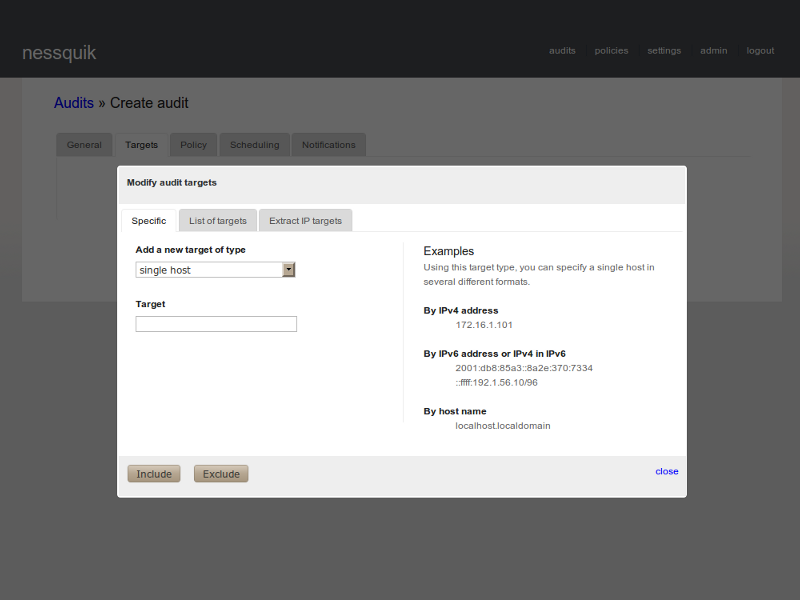 nessquik
audits policies settings admin logout
Audits » Create audit
General Targets Policy Scheduling Notifications
Modify audit targets
Specific List of targets Extract IP targets
Add a new target of type
single host
Target
Examples
Using this target type, you can specify a single host in
several different formats.
By IPv4 address
172.16.1.101
By IPv6 address or IPv4 in IPv6
2001:db8:85a3::8a2e:370:7334
::ffff:192.1.56.10/96
By host name
localhost.localdomain
Include Exclude
close